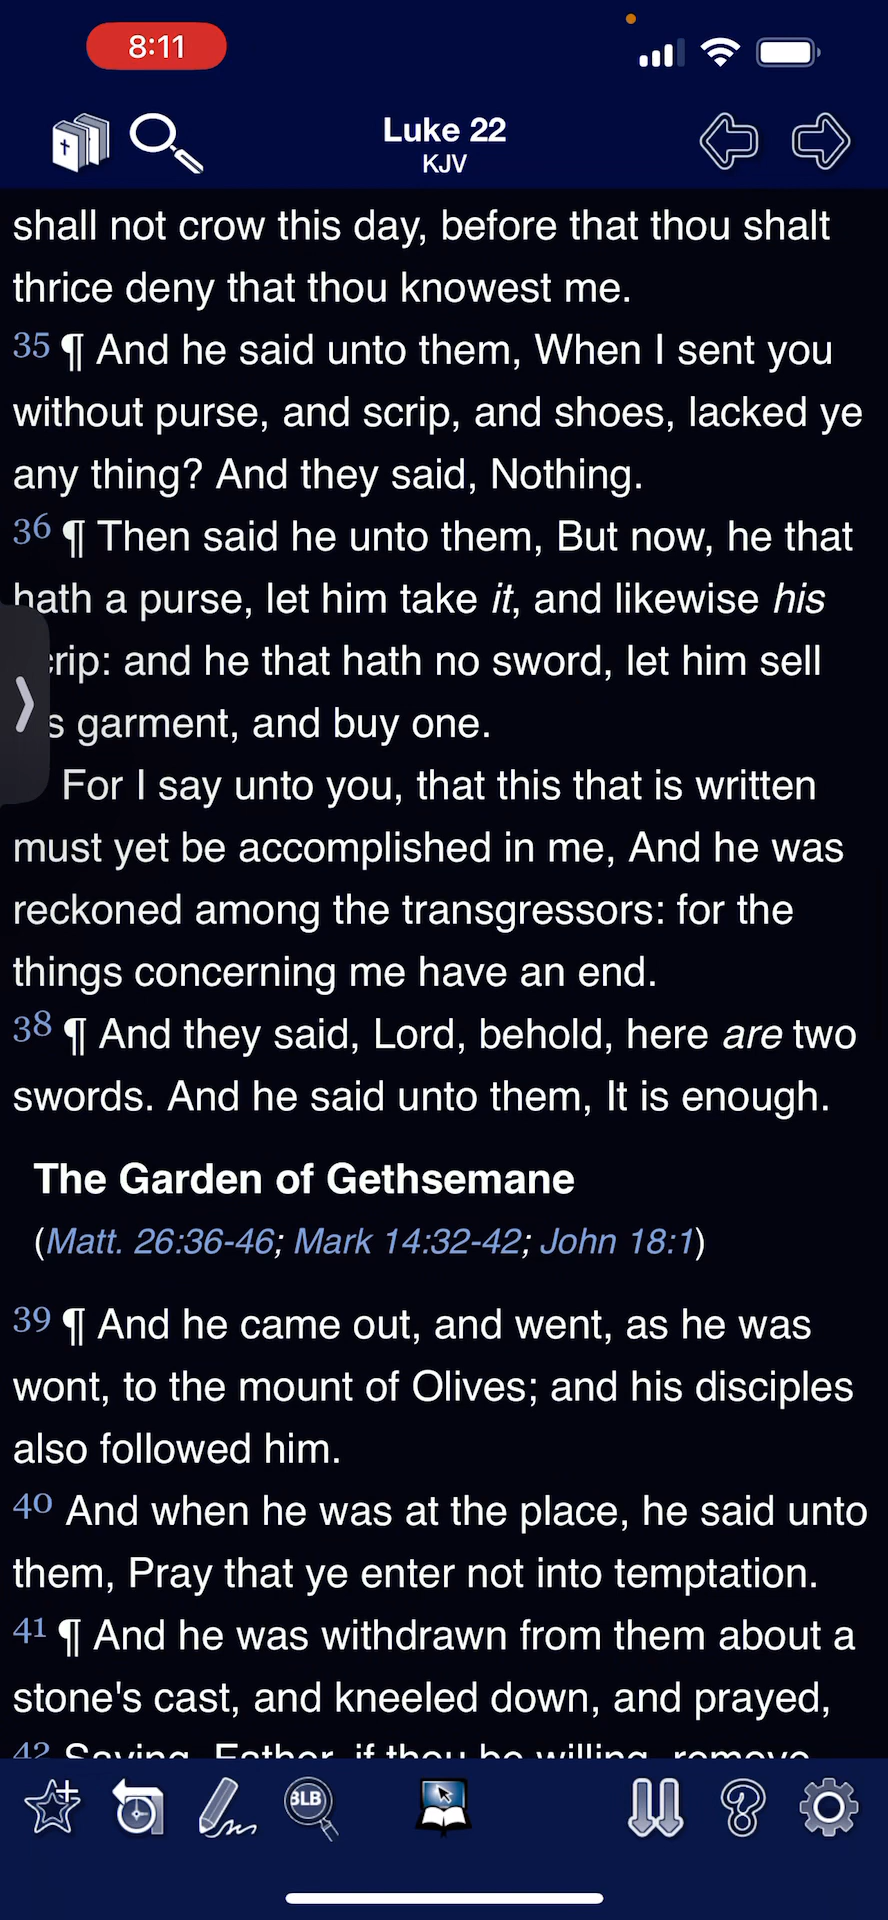 8:11
Luke 22
KJV
shall not crow this day, before that thou shalt
thrice deny that thou knowest me.
35 ¶ And he said unto them, When I sent you
without purse, and scrip, and shoes, lacked ye
any thing? And they said, Nothing.
36 ¶ Then said he unto them, But now, he that
hath a purse, let him take it, and likewise his
rip: and he that hath no sword, let him sell
s garment, and buy one.
For I say unto you, that this that is written
must yet be accomplished in me, And he was
reckoned among the transgressors: for the
things concerning me have an end.
38 ¶ And they said, Lord, behold, here are two
swords. And he said unto them, It is enough.
The Garden of Gethsemane
(Matt. 26:36-46; Mark 14:32-42; John 18:1)
39 ¶ And he came out, and went, as he was
wont, to the mount of Olives; and his disciples
also followed him.
40 And when he was at the place, he said unto
them, Pray that ye enter not into temptation.
41 ¶ And he was withdrawn from them about a
stone's cast, and kneeled down, and prayed,
42 Saying, Father, if thou be willing, remove
BLB